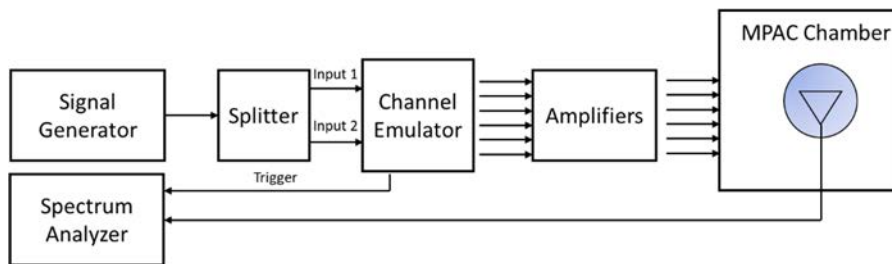 MPAC Chamber
Signal
Generator
Splitter
Input 1
Input 2
Channel
Emulator
Amplifiers
Trigger
Spectrum
Analyzer